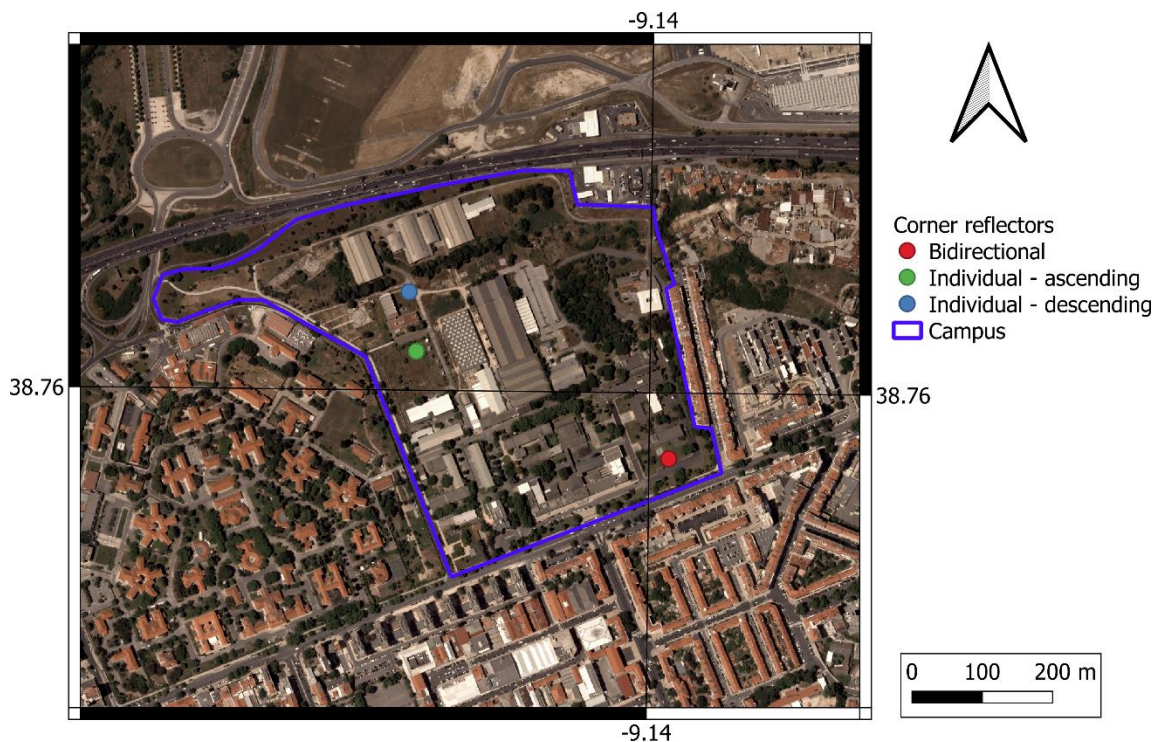 -9.14
Corner reflectors
Bidirectional
Individual - ascending
Individual - descending
Campus
38.76
38.76
0 100 200 m
-9.14